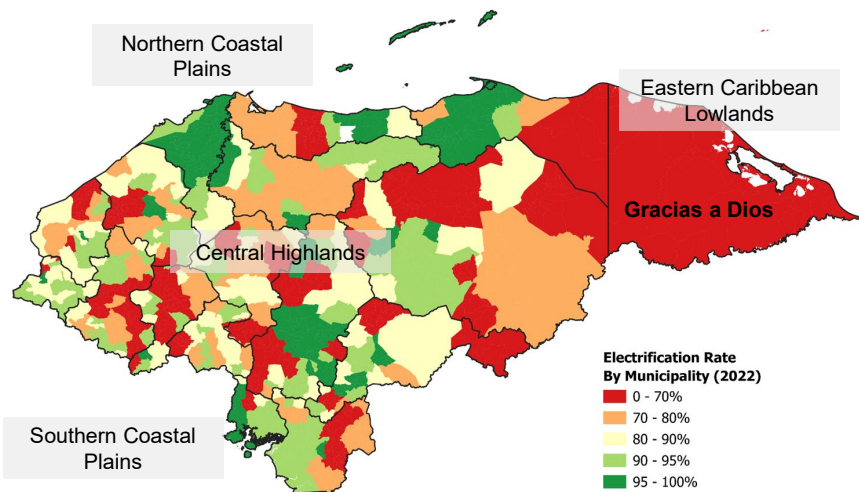 Northern Coastal
Plains
Eastern Caribbean
Lowlands
Gracias a Dios
Central Highlands
Southern Coastal
Plains
Electrification Rate
By Municipality (2022)
0 - 70%
70 - 80%
80 - 90%
90 - 95%
95 - 100%